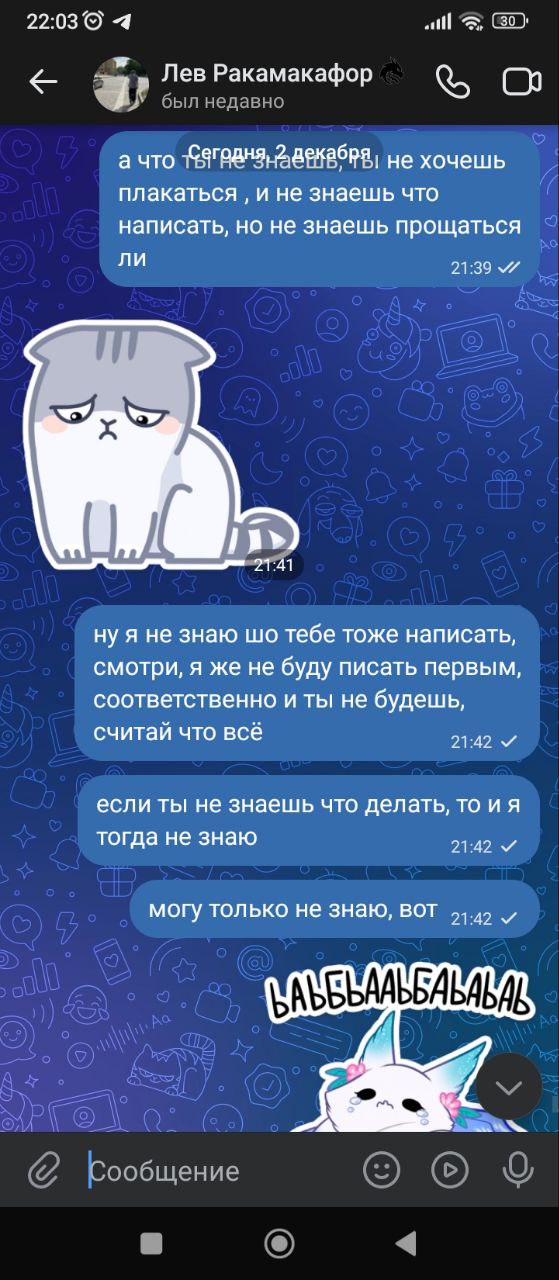 22:03
30
Лев Ракамакафор
был недавно
Сегодня, 2 декабря
а что ты не знаешь, ты не хочешь
плакаться , и не знаешь что
написать, но не знаешь прощаться
ли
21:39
21:41
ну я не знаю шо тебе тоже написать,
смотри, я же не буду писать первым,
соответственно и ты не будешь,
считай что всё
21:42
если ты не знаешь что делать, то и я
тогда не знаю
21:42
могу только не знаю, вот
21:42
ЬАЬБЬААЬБАЬАЬАЬ
Сообщение